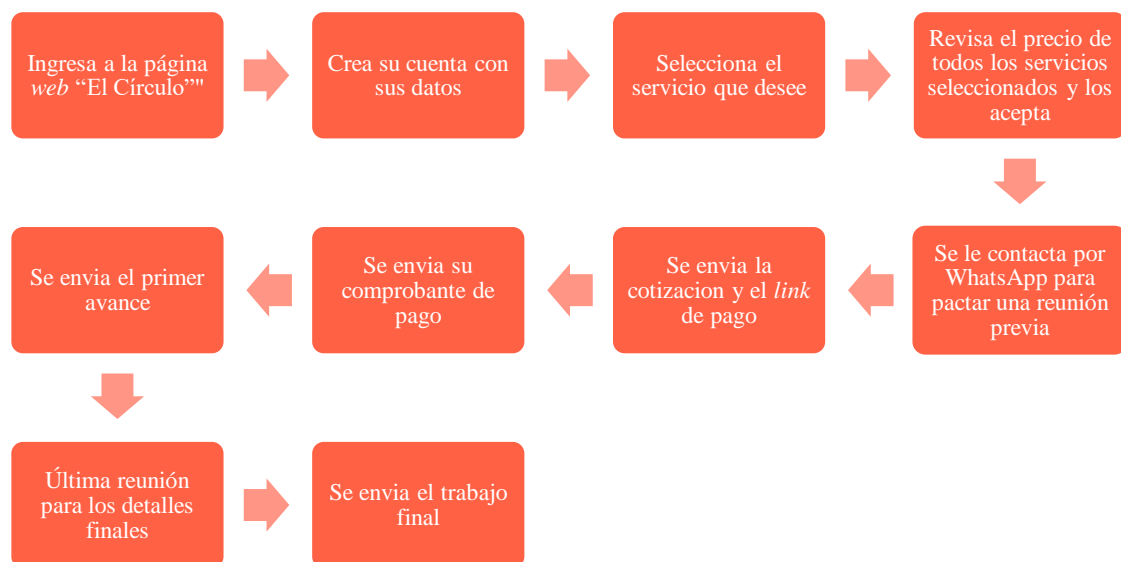 Ingresa a la página
web “El Círculo”"
Crea su cuenta con
sus datos
Selecciona el
servicio que desee
Revisa el precio de
todos los servicios
seleccionados y los
acepta
Se le contacta por
WhatsApp para
pactar una reunión
previa
Se envia la
cotizacion y el link
de pago
Se envia su
comprobante de
pago
Se envia el primer
avance
Última reunión
para los detalles
finales
Se envia el trabajo
final